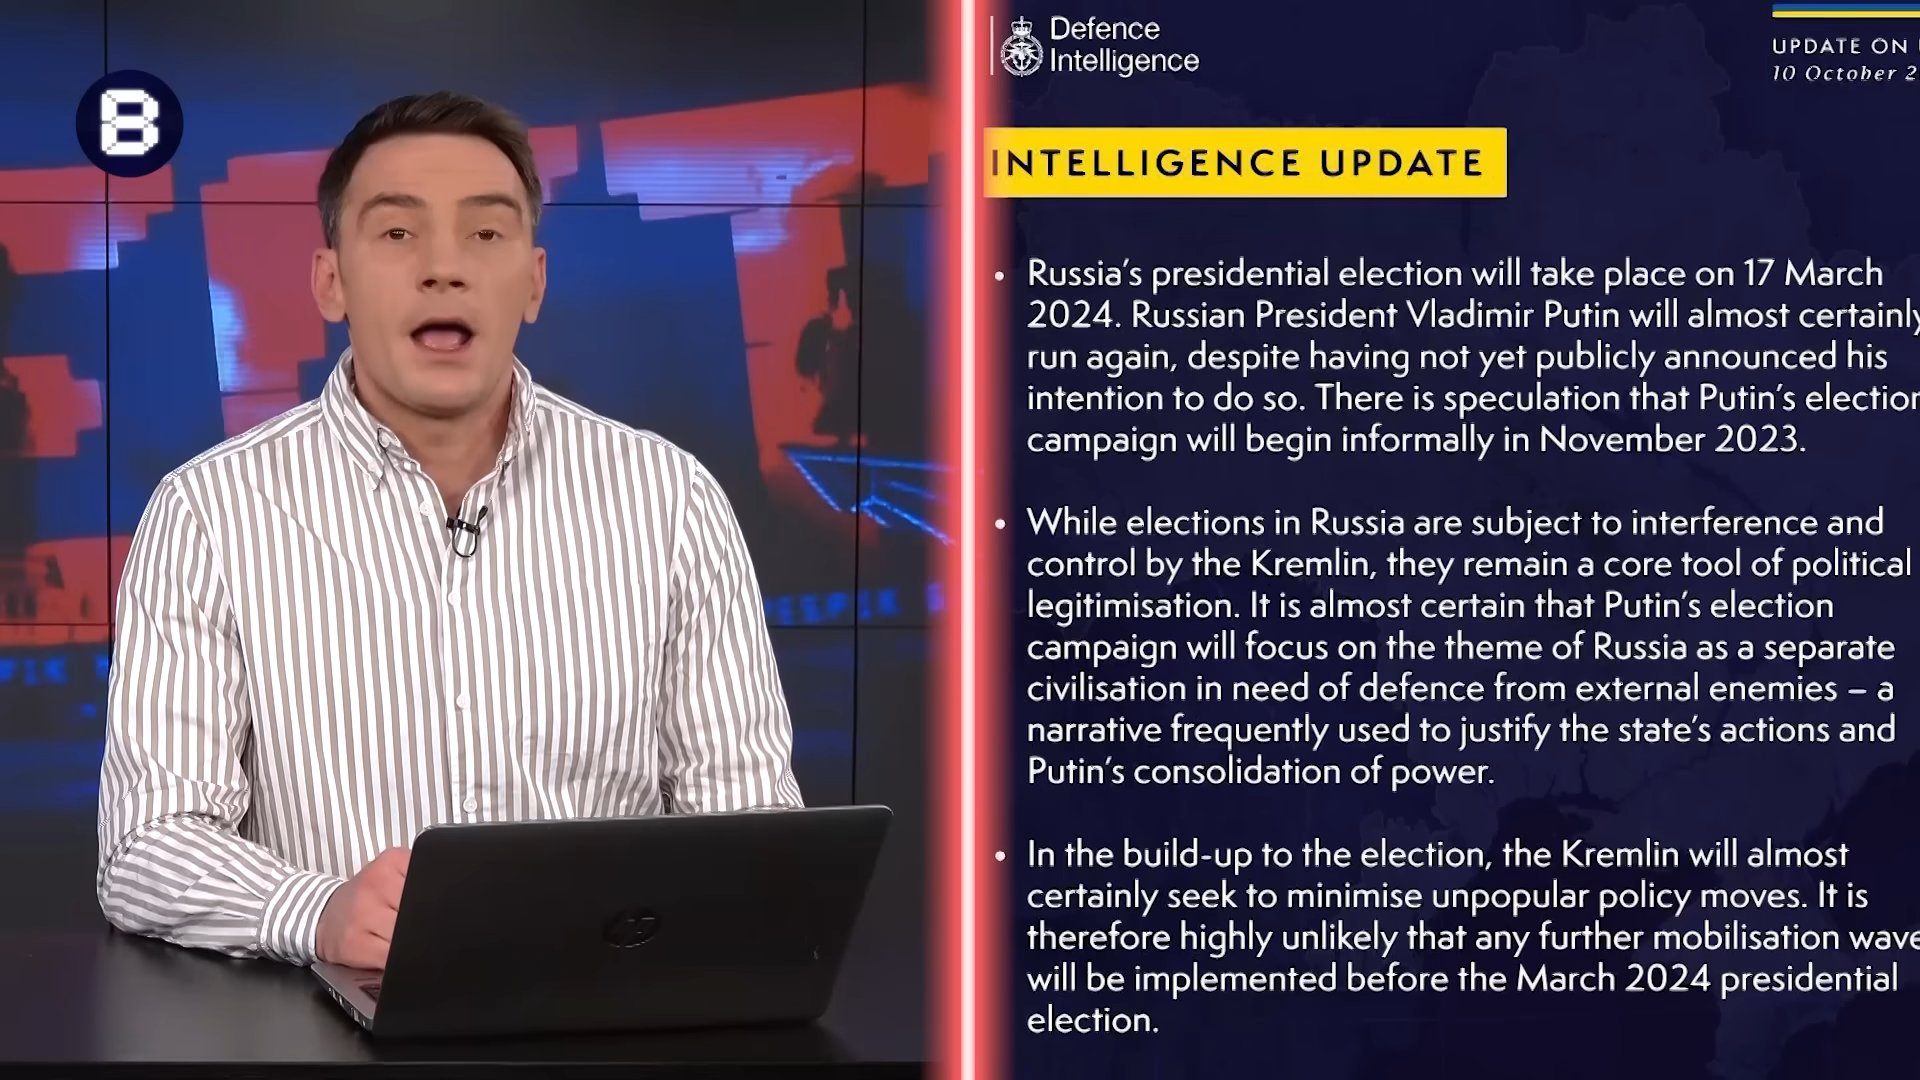 B
Defence
Intelligence
UPDATE ON
10 October
INTELLIGENCE UPDATE
• Russia's presidential election will take place on 17 March
2024. Russian President Vladimir Putin will almost certainly
run again, despite having not yet publicly announced his
intention to do so. There is speculation that Putin's election
campaign will begin informally in November 2023.
• While elections in Russia are subject to interference and
control by the Kremlin, they remain a core tool of political
legitimisation. It is almost certain that Putin's election
campaign will focus on the theme of Russia as a separate
civilisation in need of defence from external enemies – a
narrative frequently used to justify the state's actions and
Putin's consolidation of power.
• In the build-up to the election, the Kremlin will almost
certainly seek to minimise unpopular policy moves. It is
therefore highly unlikely that any further mobilisation wave
will be implemented before the March 2024 presidential
election.
hp